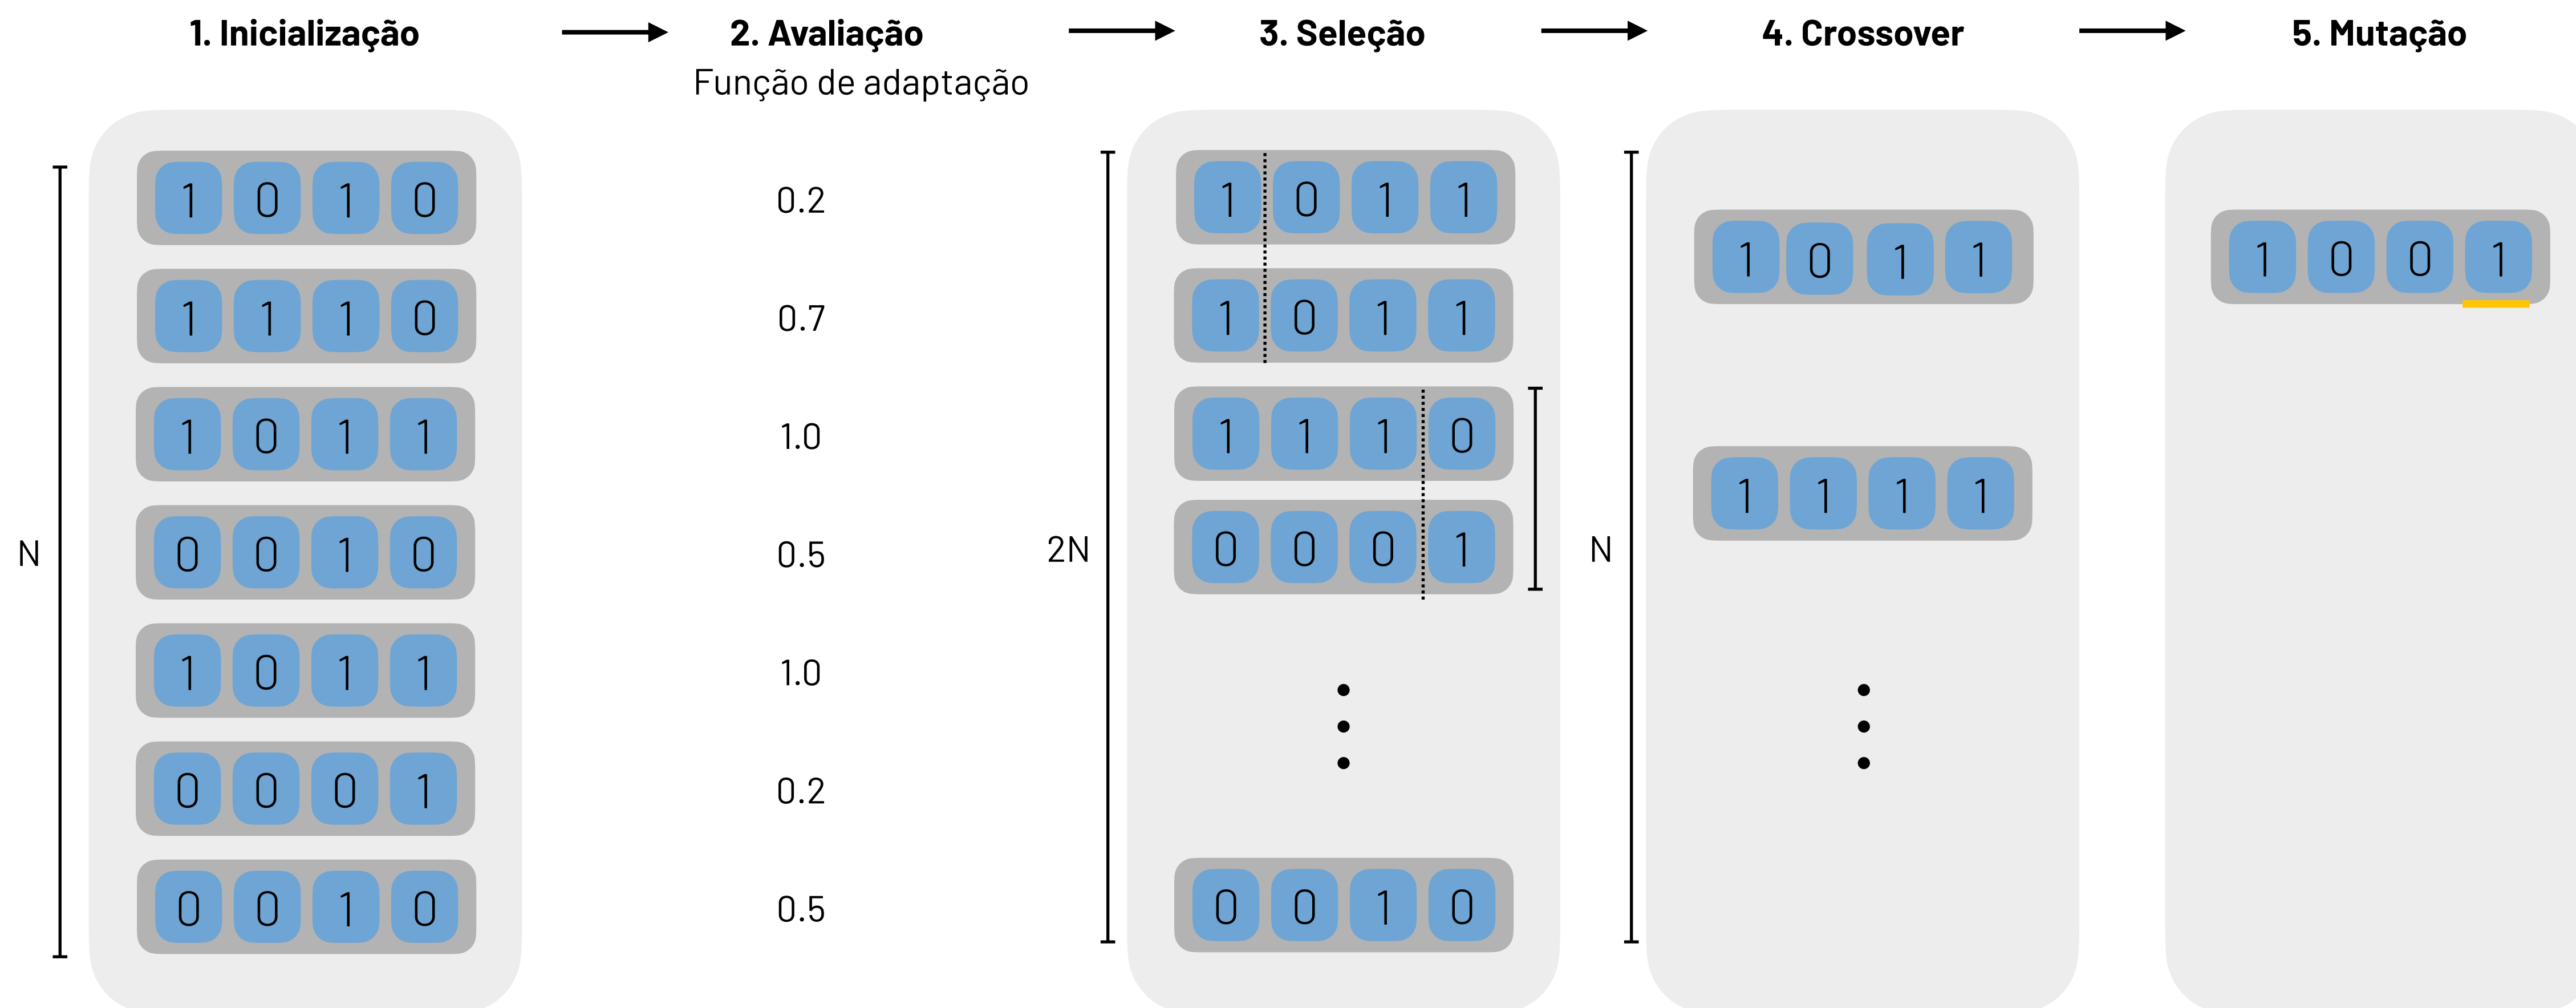 1. Inicialização 2. Avaliação 3. Seleção 4. Crossover 5. Mutação
Função de adaptação
1 0 1 0 0.2 1 0 1 1
1 0 1 1 1 0 0 1
1 1 1 0 0.7 1 0 1 1
1 0 1 1 1.0 1 1 1 0
1 1 1 1
N 0 0 1 0 0.5 2N 0 0 0 1 N
1 0 1 1 1.0
0 0 0 1 0.2
0 0 1 0 0.5 0 0 1 0